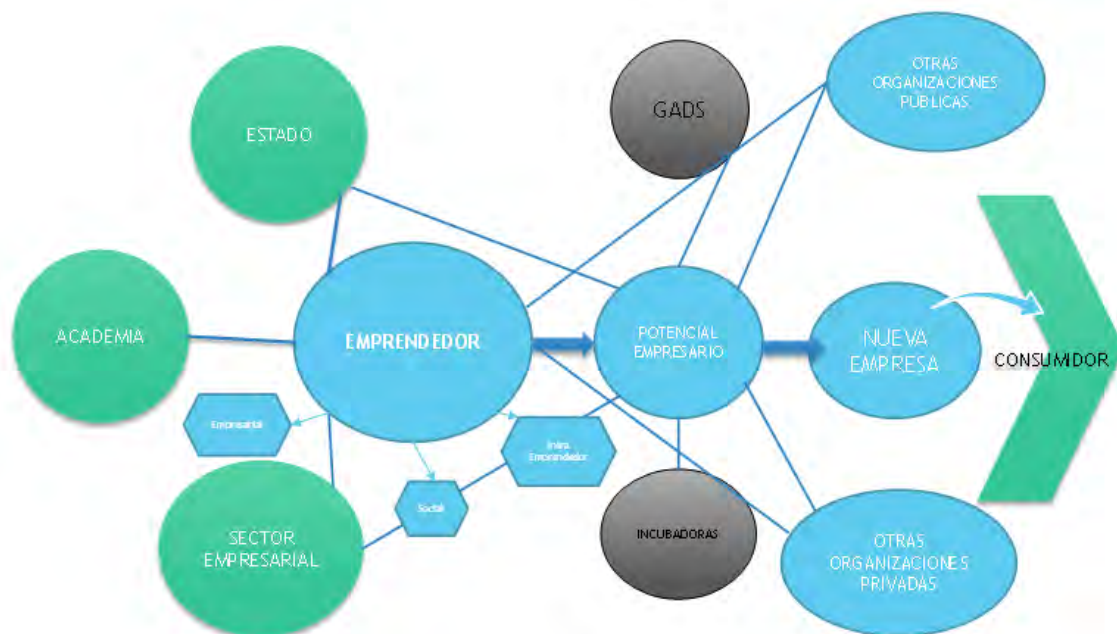 ESTADO
GADS
OTRAS
ORGANIZACIONES
PÚBLICAS
ACADEMIA
EMPRENDEDOR
POTENCIAL
EMPRESARIO
NUEVA
EMPRESA
CONSUMIDOR
Empresarial
Intra
Emprendedor
Social
SECTOR
EMPRESARIAL
INCUBADORAS
OTRAS
ORGANIZACIONES
PRIVADAS